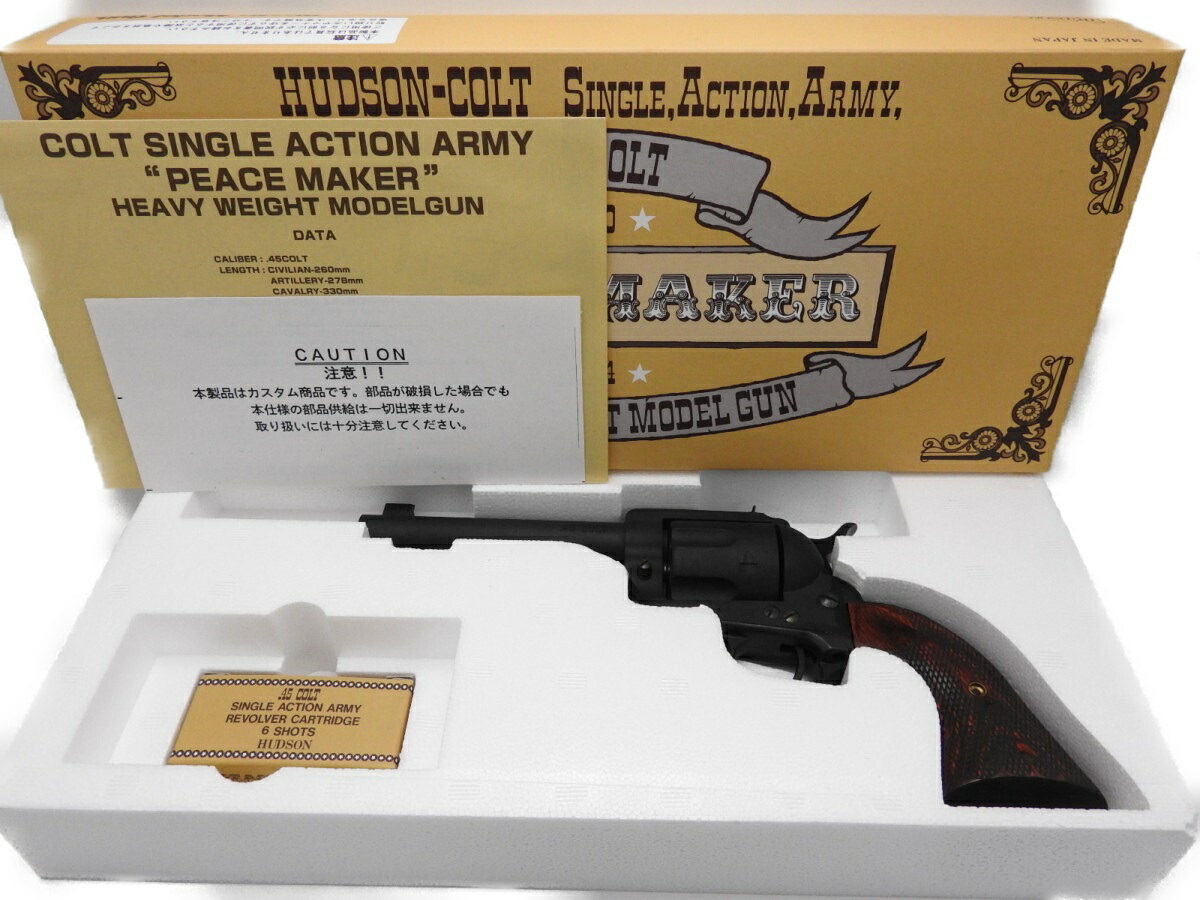 MADE IN JAPAN
HUDSON-COLT SINGLE, ACTION, ARMY,
OLT
MAKER
T MODEL GUN
COLT SINGLE ACTION ARMY
“PEACE MAKER”
HEAVY WEIGHT MODELGUN
DATA
CALIBER : .45COLT
LENGTH : CIVILIAN-260mm
ARTILLERY-278mm
CAVALRY-330mm
CAUTION
注意！！
本製品はカスタム商品です。部品が破損した場合でも
本仕様の部品供給は一切出来ません。
取り扱いには十分注意してください。
.45 COLT
SINGLE ACTION ARMY
REVOLVER CARTRIDGE
6 SHOTS
HUDSON